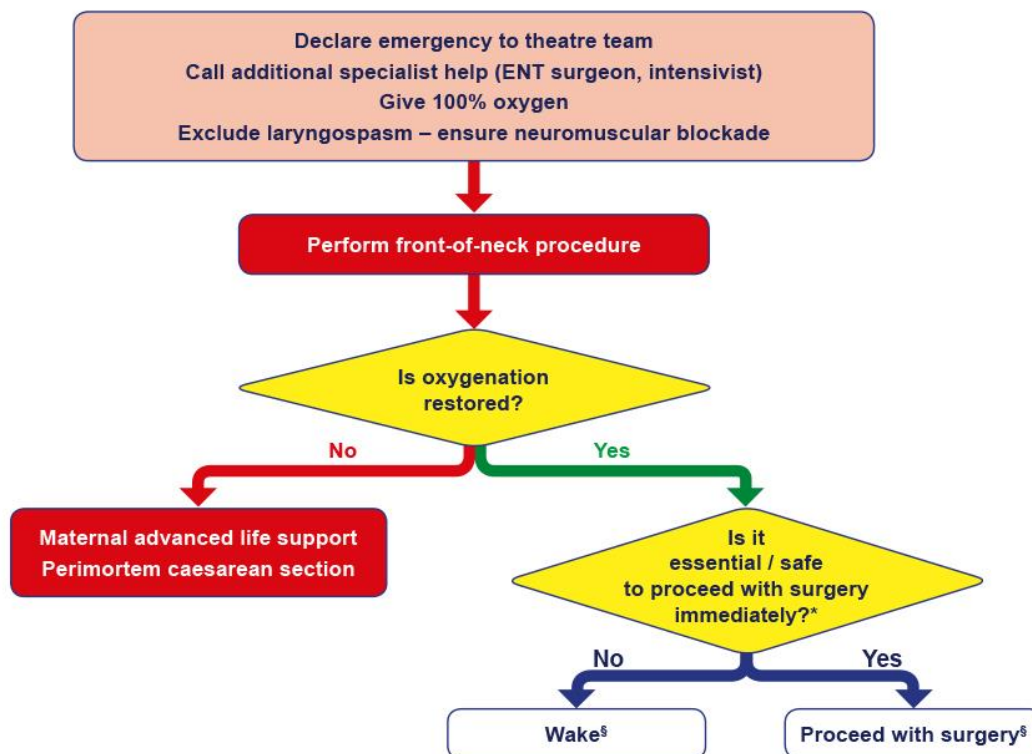 Declare emergency to theatre team
Call additional specialist help (ENT surgeon, intensivist)
Give 100% oxygen
Exclude laryngospasm – ensure neuromuscular blockade
Perform front-of-neck procedure
Is oxygenation
restored?
No
Yes
Maternal advanced life support
Perimortem caesarean section
Is it
essential / safe
to proceed with surgery
immediately?*
No
Yes
Wake§
Proceed with surgery§